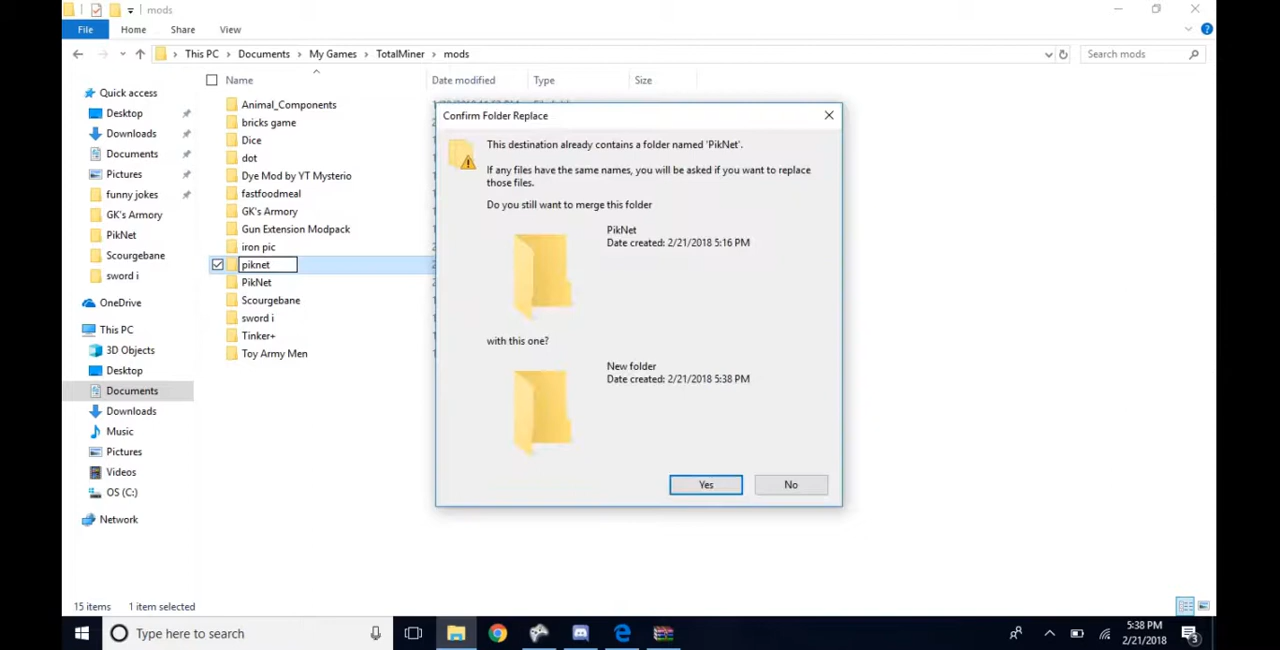 mods
File
Home
Share
View
This PC
Documents
My Games
TotalMiner
mods
Search mods
Name
Date modified
Type
Size
Quick access
Desktop
Downloads
Documents
Pictures
funny jokes
GK's Armory
PikNet
Scourgebane
sword i
OneDrive
This PC
3D Objects
Desktop
Documents
Downloads
Music
Pictures
Videos
OS (C:)
Network
Animal_Components
bricks game
Dice
dot
Dye Mod by YT Mysterio
fastfoodmeal
GK's Armory
Gun Extension Modpack
iron pic
piknet
PikNet
Scourgebane
sword i
Tinker+
Toy Army Men
Confirm Folder Replace
This destination already contains a folder named 'PikNet'.
If any files have the same names, you will be asked if you want to replace
those files.
Do you still want to merge this folder
PikNet
Date created: 2/21/2018 5:16 PM
with this one?
New folder
Date created: 2/21/2018 5:38 PM
Yes
No
15 items
1 item selected
Type here to search
5:38 PM
2/21/2018
3